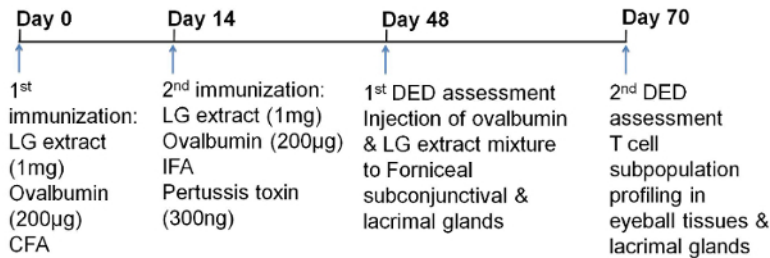 Day 0
Day 14
Day 48
Day 70
1st
immunization:
LG extract
(1mg)
Ovalbumin
(200µg)
CFA
2nd immunization:
LG extract (1mg)
Ovalbumin (200µg)
IFA
Pertussis toxin
(300ng)
1st DED assessment
Injection of ovalbumin
& LG extract mixture
to Forniceal
subconjunctival &
lacrimal glands
2nd DED
assessment
T cell
subpopulation
profiling in
eyeball tissues &
lacrimal glands